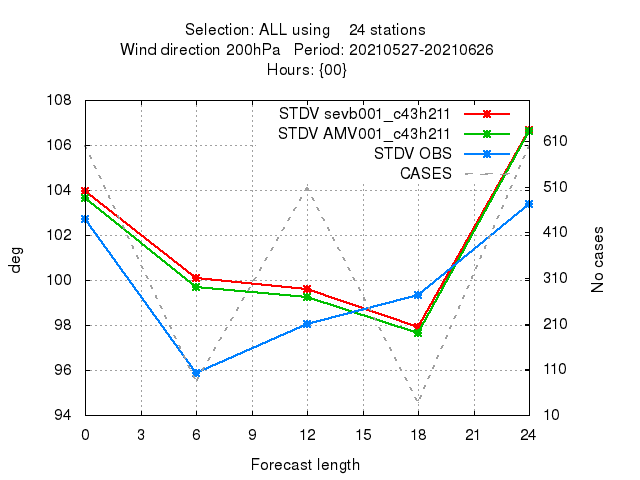 Selection: ALL using    24 stations
Wind direction 200hPa   Period: 20210527-20210626
Hours: {00}
STDV sevb001_c43h211
STDV AMV001_c43h211
STDV OBS
CASES
108
106
104
102
100
98
96
94
deg
610
510
410
310
210
110
10
No cases
0 3 6 9 12 15 18 21 24
Forecast length